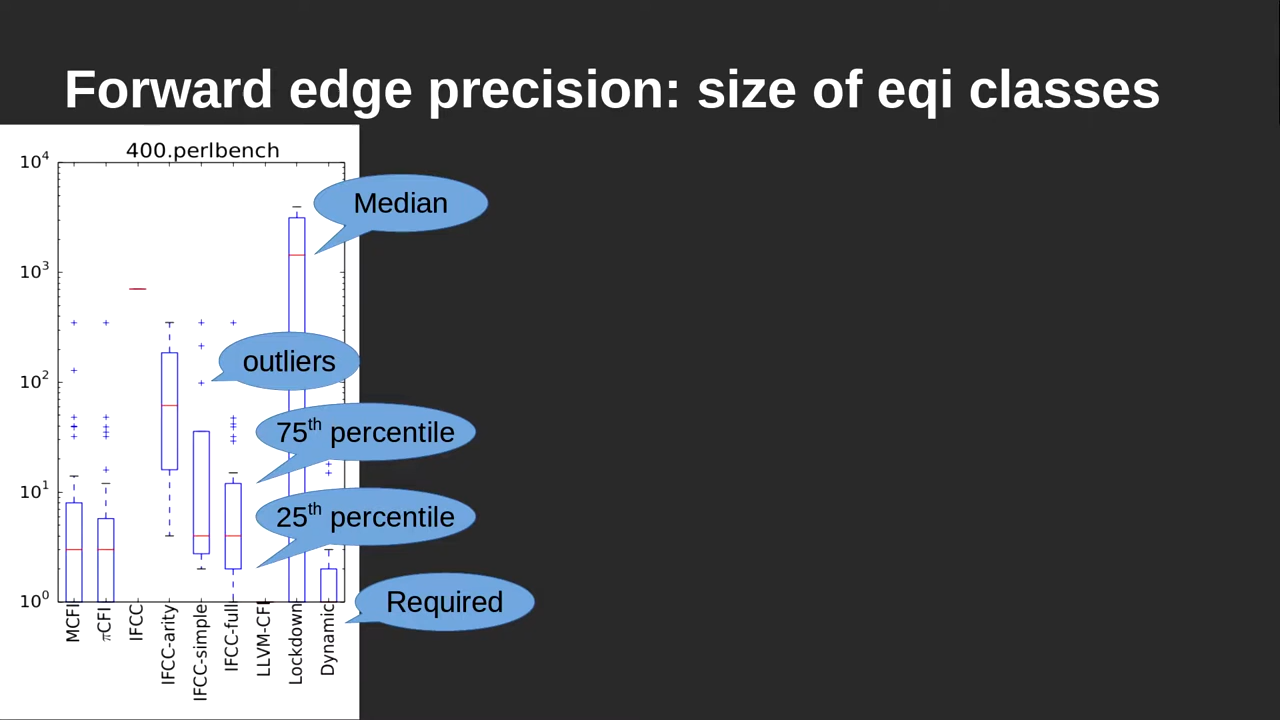 Forward edge precision: size of eqi classes
400.perlbench
10^4
10^3
10^2
10^1
10^0
Median
outliers
75th percentile
25th percentile
Required
MCFI
πCFI
IFCC
IFCC-arity
IFCC-simple
IFCC-full
LLVM-CFI
Lockdown
Dynamic